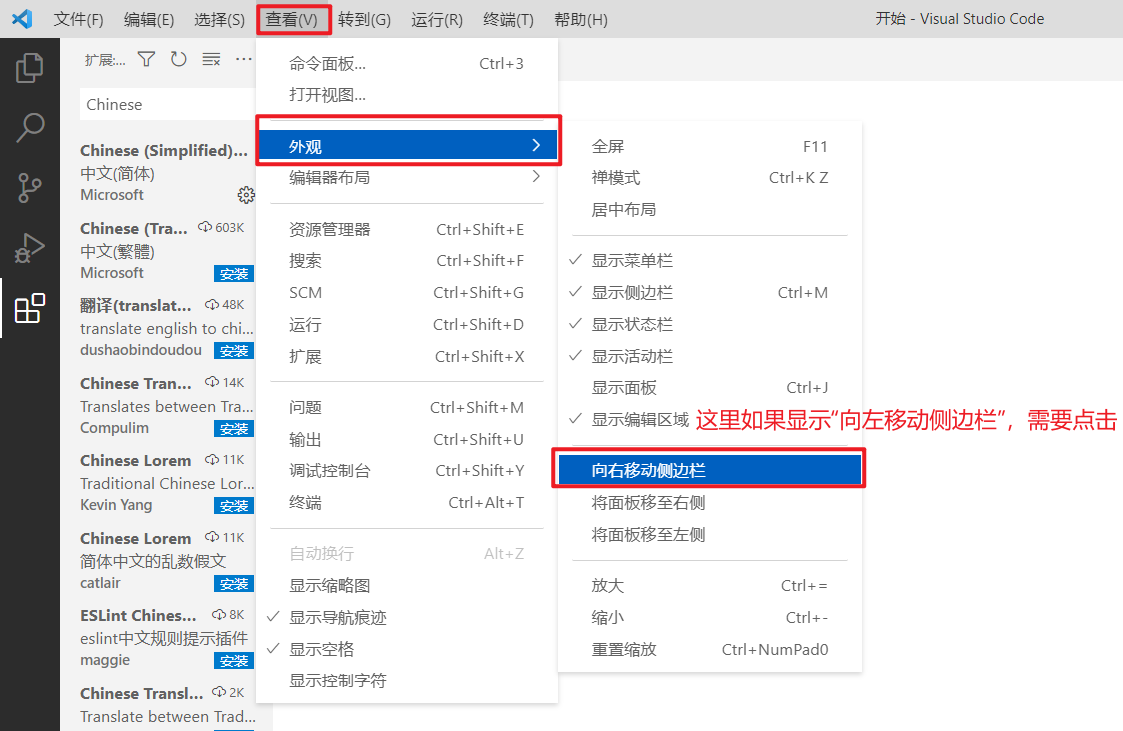 文件(F) 编辑(E) 选择(S) 查看(V) 转到(G) 运行(R) 终端(T) 帮助(H) 开始 - Visual Studio Code
扩展:...
Chinese
Chinese (Simplified)...
中文(简体)
Microsoft
Chinese (Tra... 603K
中文(繁體)
Microsoft 安装
翻译(translat... 48K
translate english to chi...
dushaobindoudou 安装
Chinese Tran... 14K
Translates between Tra...
Compulim 安装
Chinese Lorem 11K
Traditional Chinese Lor...
Kevin Yang 安装
Chinese Lorem 11K
简体中文的乱数假文
catlair 安装
ESLint Chines... 8K
eslint中文规则提示插件
maggie 安装
Chinese Transl... 2K
Translate between Trad...
命令面板... Ctrl+3
打开视图...
外观
编辑器布局
资源管理器 Ctrl+Shift+E
搜索 Ctrl+Shift+F
SCM Ctrl+Shift+G
运行 Ctrl+Shift+D
扩展 Ctrl+Shift+X
问题 Ctrl+Shift+M
输出 Ctrl+Shift+U
调试控制台 Ctrl+Shift+Y
终端 Ctrl+Alt+T
自动换行 Alt+Z
显示缩略图
显示导航痕迹
显示空格
显示控制字符
全屏 F11
禅模式 Ctrl+K Z
居中布局
显示菜单栏
显示侧边栏 Ctrl+M
显示状态栏
显示活动栏
显示面板 Ctrl+J
显示编辑区域 这里如果显示“向左移动侧边栏”，需要点击
向右移动侧边栏
将面板移至右侧
将面板移至左侧
放大 Ctrl+=
缩小 Ctrl+-
重置缩放 Ctrl+NumPad0